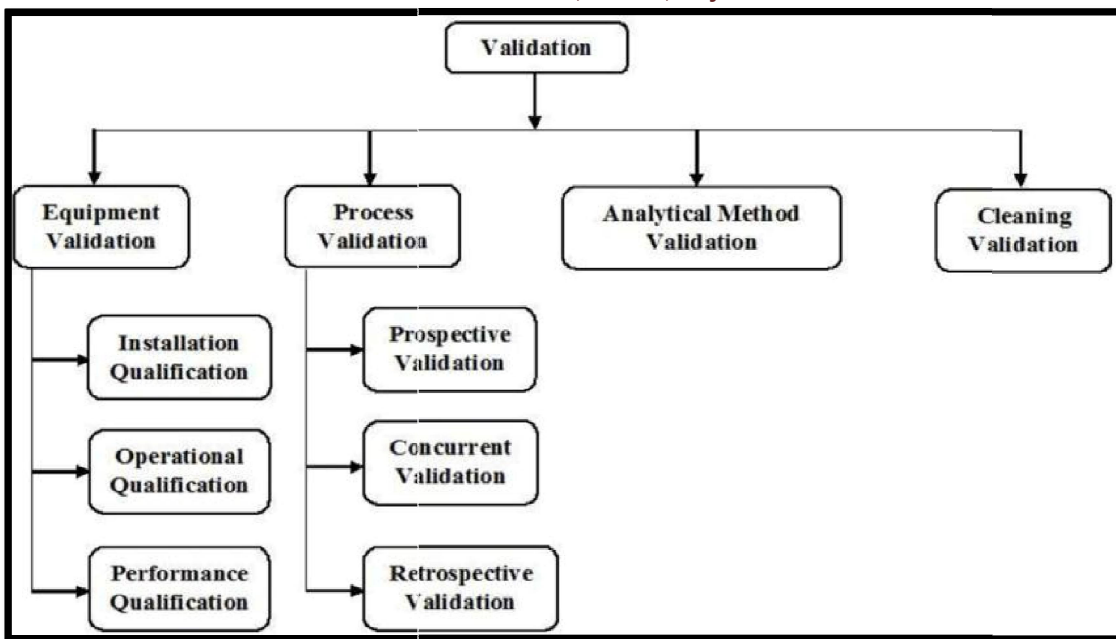 Validation
Equipment
Validation
Process
Validation
Analytical Method
Validation
Cleaning
Validation
Installation
Qualification
Prospective
Validation
Operational
Qualification
Concurrent
Validation
Performance
Qualification
Retrospective
Validation